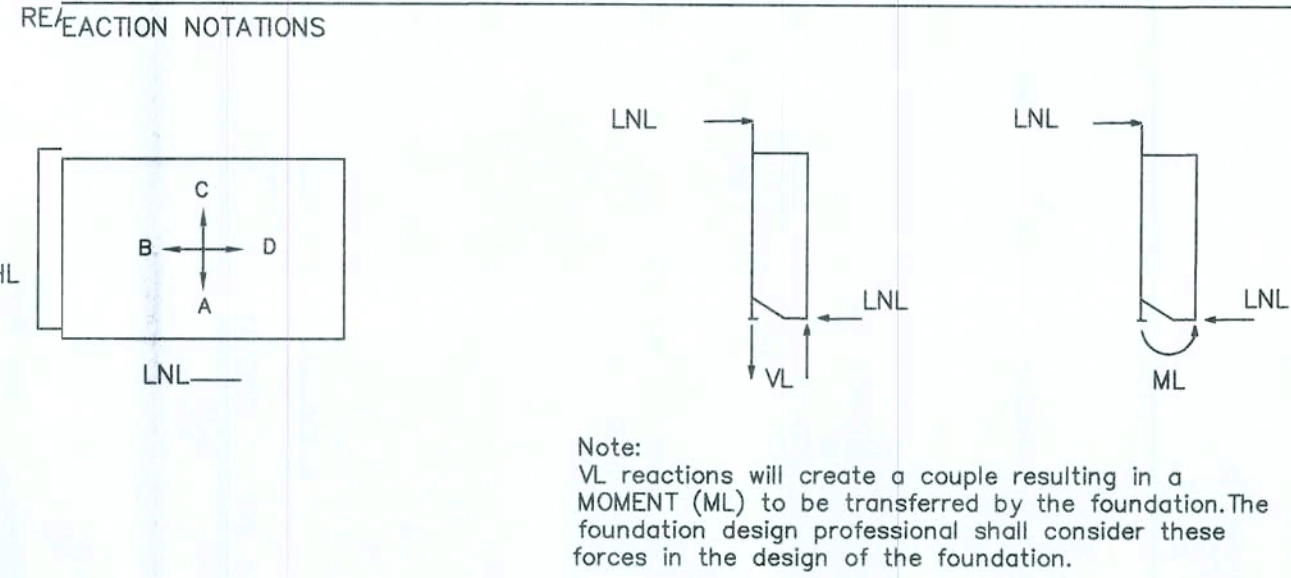 REACTION NOTATIONS
LNL
LNL
C
B
D
A
LNL
LNL
LNL
VL
ML
Note:
VL reactions will create a couple resulting in a
MOMENT (ML) to be transferred by the foundation.The
foundation design professional shall consider these
forces in the design of the foundation.